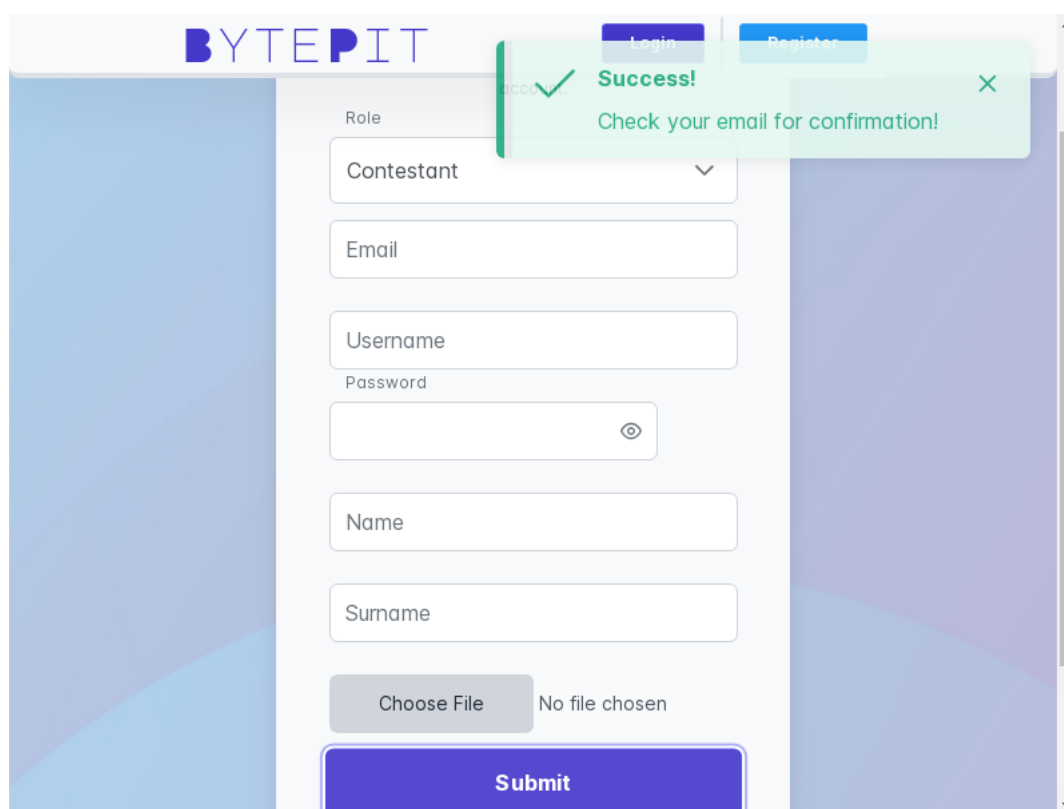 BYTEPIT
Login
Register
Success!
Check your email for confirmation!
account.
Role
Contestant
Email
Username
Password
Name
Surname
Choose File No file chosen
Submit